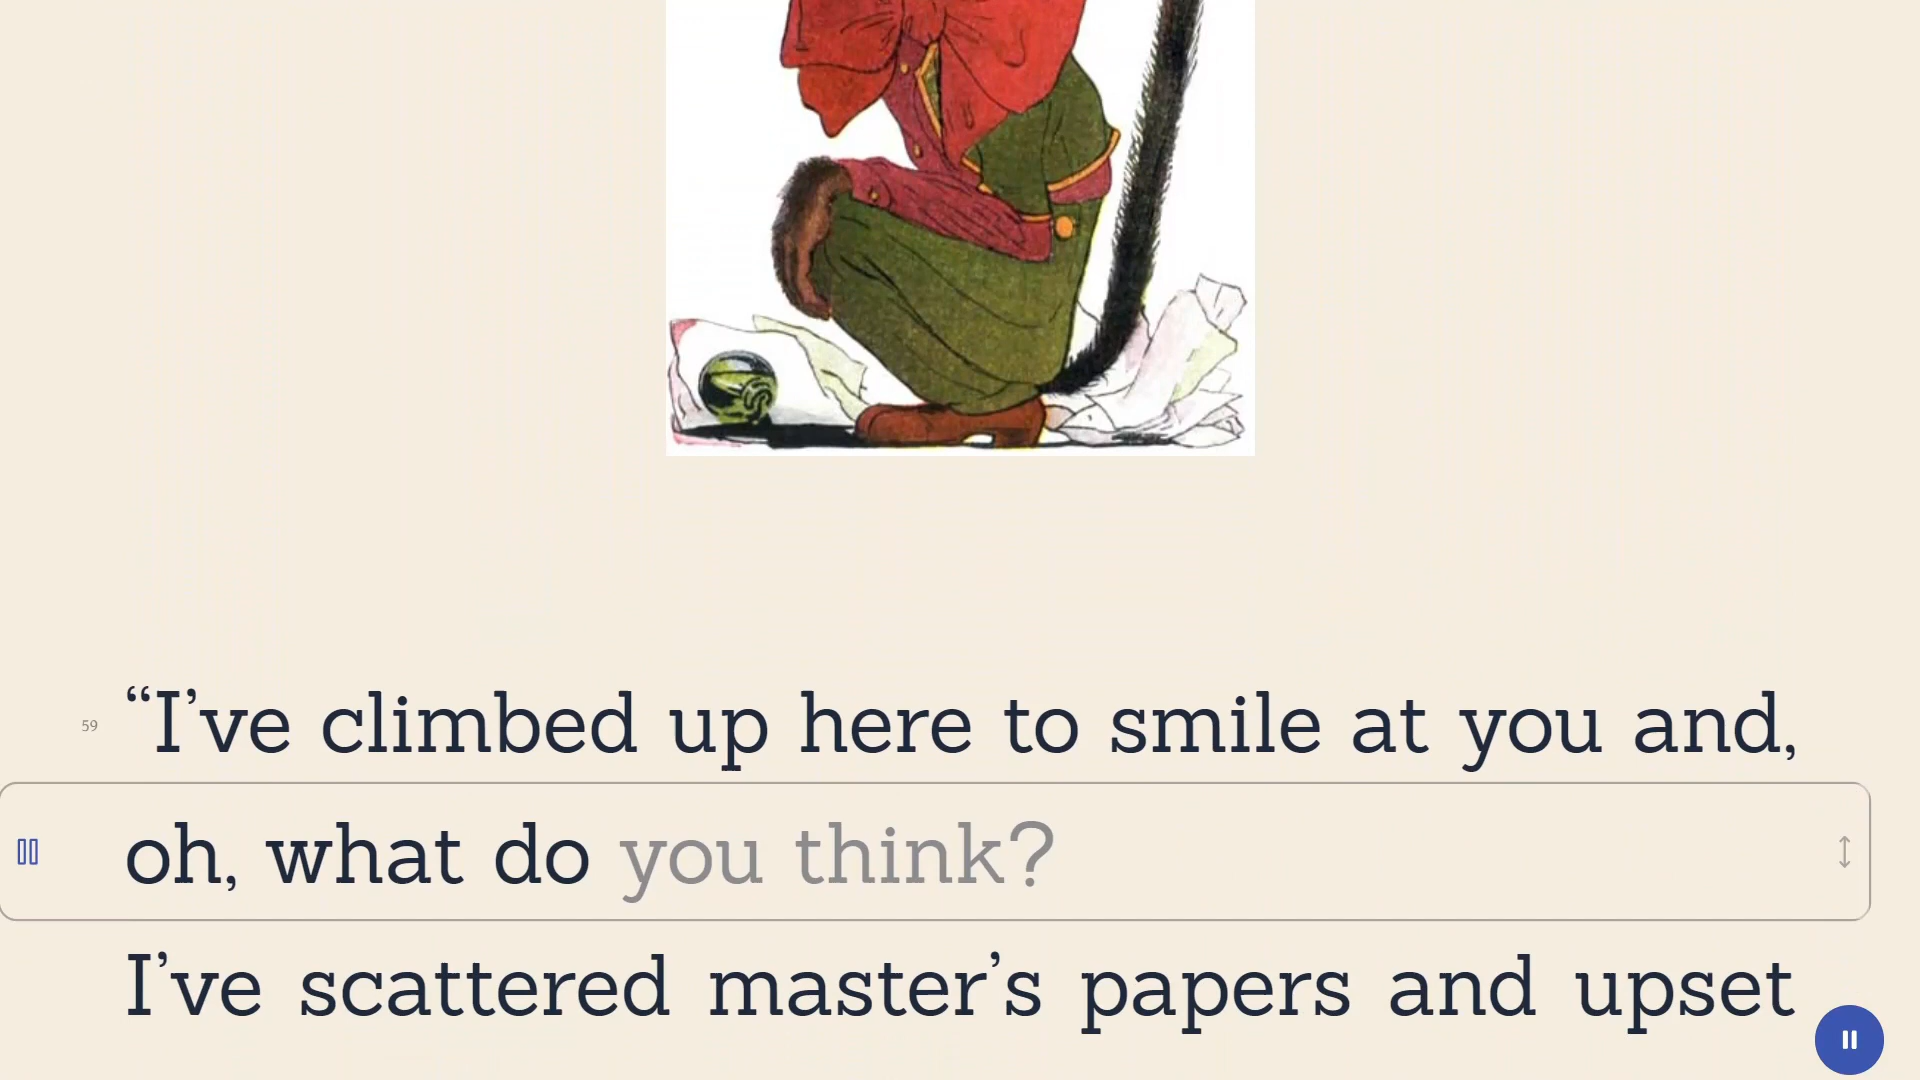 59
“I’ve climbed up here to smile at you and,
oh, what do you think?
I’ve scattered master’s papers and upset